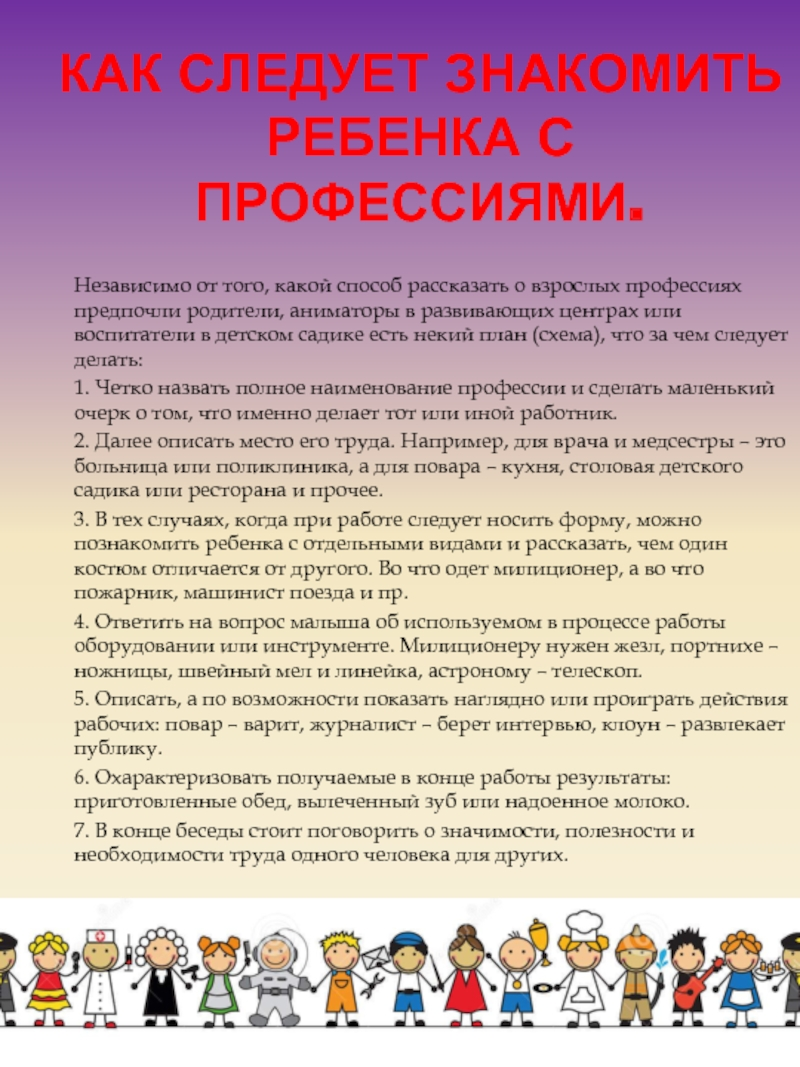 КАК СЛЕДУЕТ ЗНАКОМИТЬ
РЕБЕНКА С
ПРОФЕССИЯМИ.
Независимо от того, какой способ рассказать о взрослых профессиях
предпочли родители, аниматоры в развивающих центрах или
воспитатели в детском садике есть некий план (схема), что за чем следует
делать:
1. Четко назвать полное наименование профессии и сделать маленький
очерк о том, что именно делает тот или иной работник.
2. Далее описать место его труда. Например, для врача и медсестры – это
больница или поликлиника, а для повара – кухня, столовая детского
садика или ресторана и прочее.
3. В тех случаях, когда при работе следует носить форму, можно
познакомить ребенка с отдельными видами и рассказать, чем один
костюм отличается от другого. Во что одет милиционер, а во что
пожарник, машинист поезда и пр.
4. Ответить на вопрос малыша об используемом в процессе работы
оборудовании или инструменте. Милиционеру нужен жезл, портнихе –
ножницы, швейный мел и линейка, астроному – телескоп.
5. Описать, а по возможности показать наглядно или проиграть действия
рабочих: повар – варит, журналист – берет интервью, клоун – развлекает
публику.
6. Охарактеризовать получаемые в конце работы результаты:
приготовленные обед, вылеченный зуб или надоенное молоко.
7. В конце беседы стоит поговорить о значимости, полезности и
необходимости труда одного человека для других.